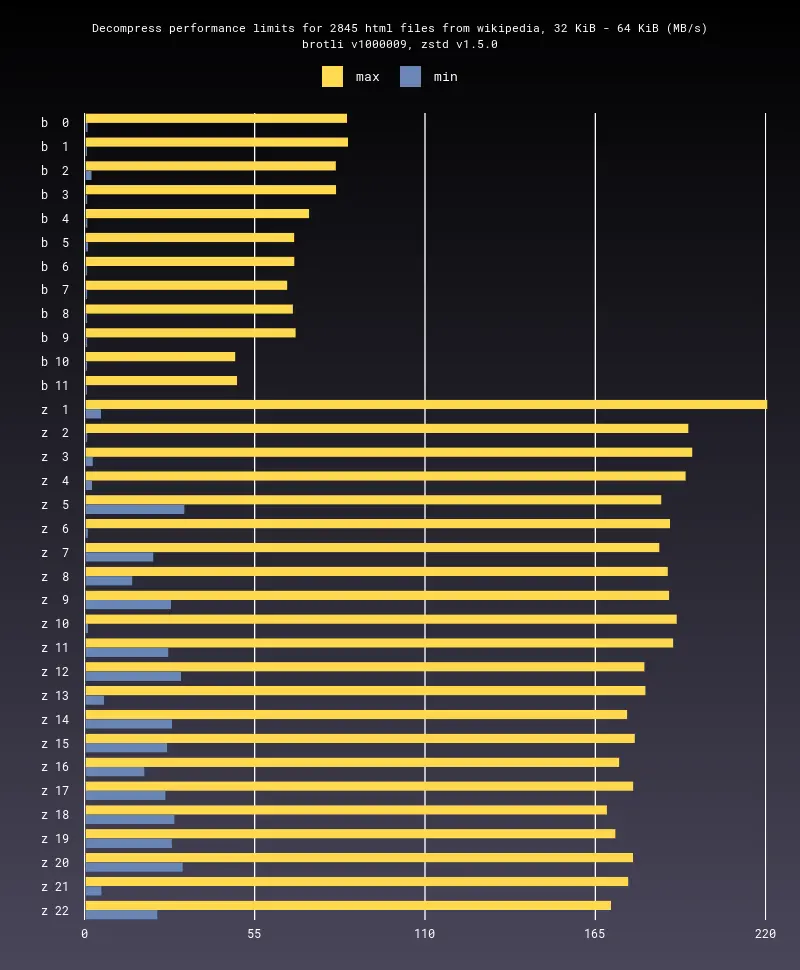 Decompress performance limits for 2845 html files from wikipedia, 32 KiB - 64 KiB (MB/s)
brotli v1000009, zstd v1.5.0
max min
b 0
b 1
b 2
b 3
b 4
b 5
b 6
b 7
b 8
b 9
b 10
b 11
z 1
z 2
z 3
z 4
z 5
z 6
z 7
z 8
z 9
z 10
z 11
z 12
z 13
z 14
z 15
z 16
z 17
z 18
z 19
z 20
z 21
z 22
0 55 110 165 220